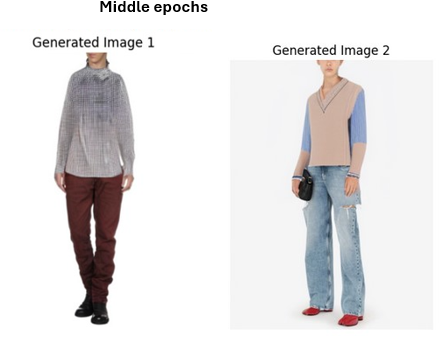 Middle epochs
Generated Image 1
Generated Image 2